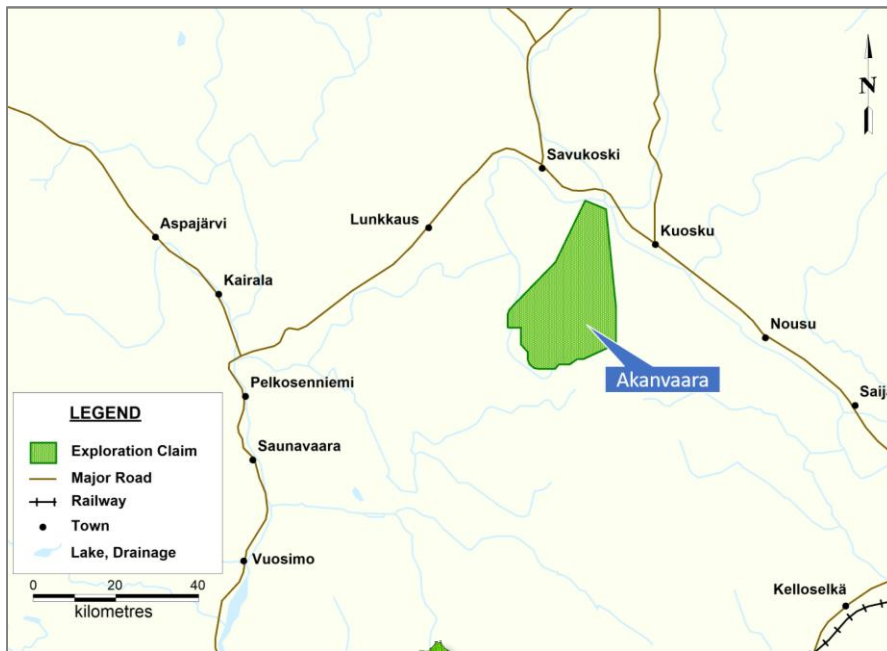 N
Savukoski
Lunkkaus
Aspajärvi
Kuosku
Kairala
Nousu
Akanvaara
Pelkosenniemi
Saija
LEGEND
Exploration Claim
Major Road
Railway
Town
Lake, Drainage
Saunavaara
Vuosimo
Kelloselkä
0 20 40
kilometres